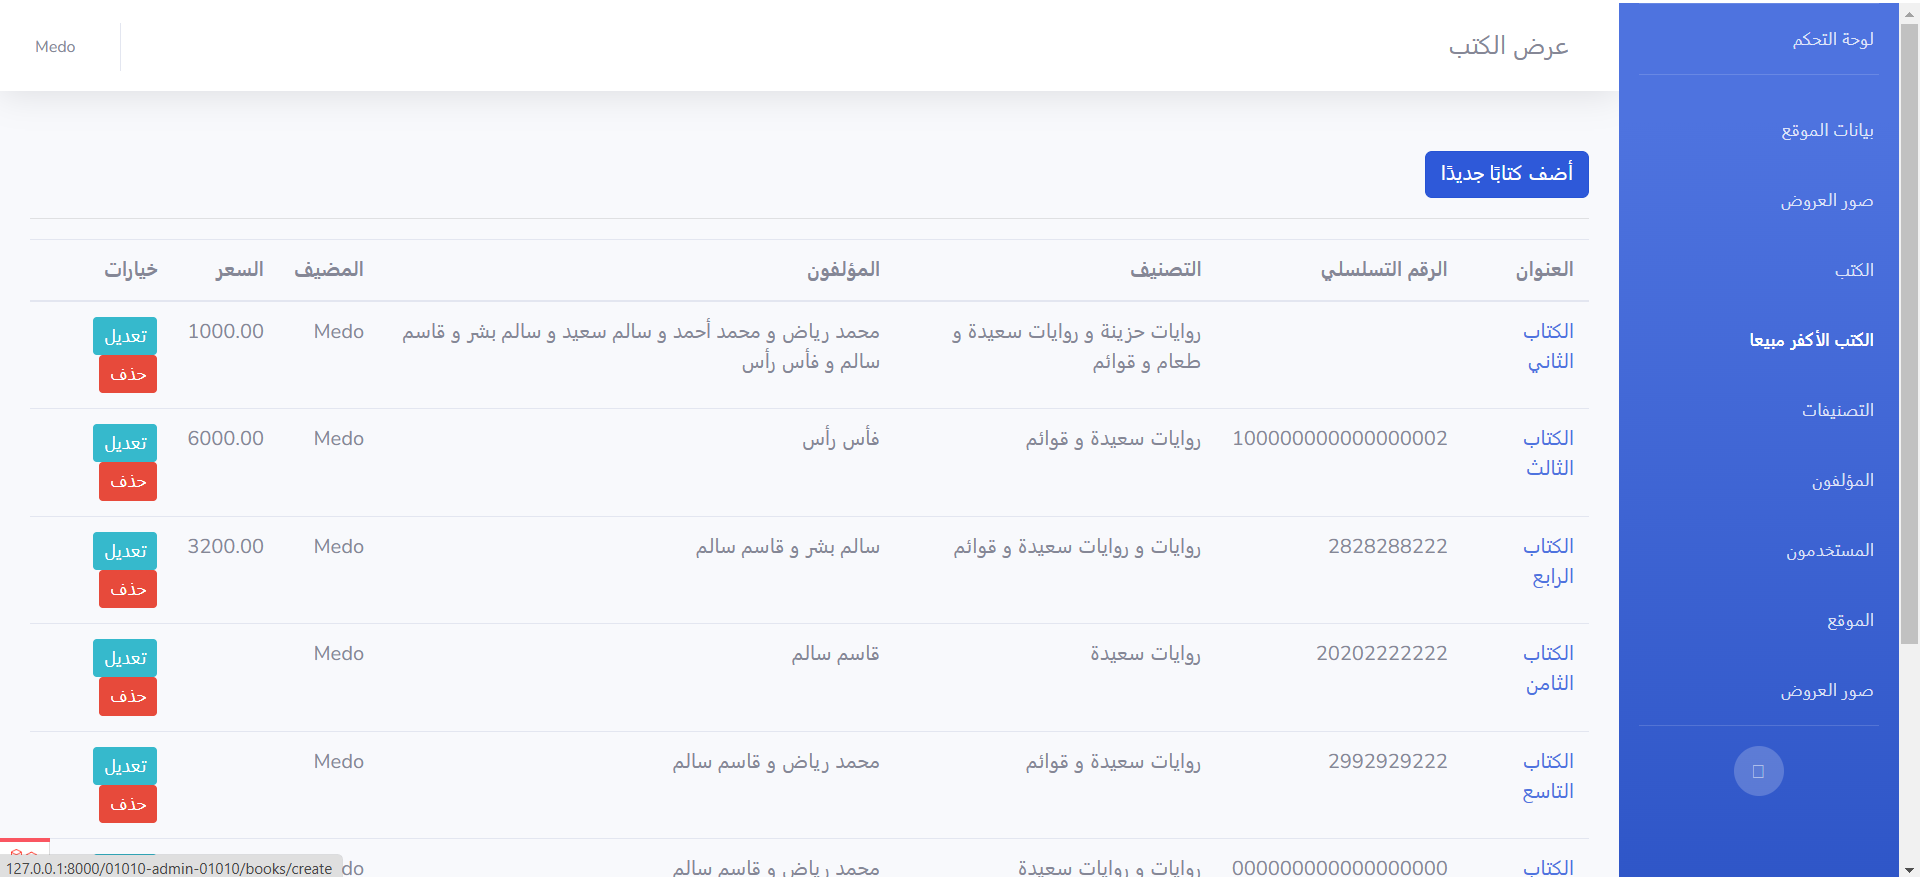 لوحة التحكم
بيانات الموقع
صور العروض
الكتب
الكتب الأكفر مبيعا
التصنيفات
المؤلفون
المستخدمون
الموقع
صور العروض
عرض الكتب
Medo
أضف كتابًا جديدًا
العنوان الرقم التسلسلي التصنيف المؤلفون المضيف السعر خيارات
الكتاب روايات حزينة و روايات سعيدة و محمد رياض و محمد أحمد و سالم سعيد و سالم بشر و قاسم Medo 1000.00 تعديل
الثاني طعام و قوائم سالم و فأس رأس حذف
الكتاب 100000000000000002 روايات سعيدة و قوائم فأس رأس Medo 6000.00 تعديل
الثالث حذف
الكتاب 2828288222 روايات و روايات سعيدة و قوائم سالم بشر و قاسم سالم Medo 3200.00 تعديل
الرابع حذف
الكتاب 20202222222 روايات سعيدة قاسم سالم Medo تعديل
الثامن حذف
الكتاب 2992929222 روايات سعيدة و قوائم محمد رياض و قاسم سالم Medo تعديل
التاسع حذف
الكتاب 000000000000000000 روايات و روايات سعيدة محمد رياض و قاسم سالم
127.0.0.1:8000/01010-admin-01010/books/create